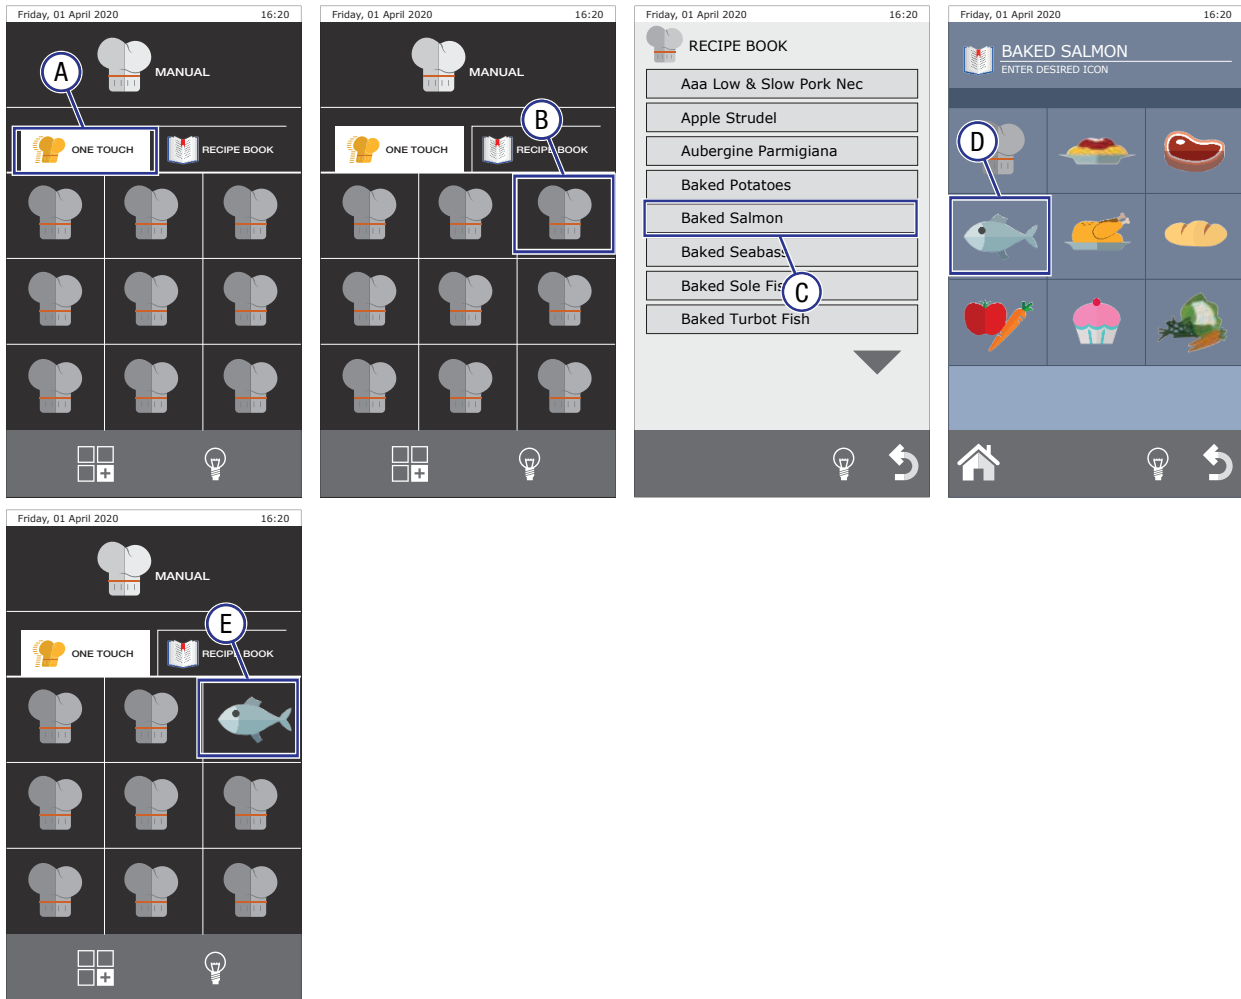 Friday, 01 April 2020 16:20
MANUAL
A
ONE TOUCH RECIPE BOOK
Friday, 01 April 2020 16:20
MANUAL
B
ONE TOUCH RECIPE BOOK
Friday, 01 April 2020 16:20
RECIPE BOOK
Aaa Low & Slow Pork Nec
Apple Strudel
Aubergine Parmigiana
Baked Potatoes
Baked Salmon
Baked Seabass
Baked Sole Fis
C
Baked Turbot Fish
Friday, 01 April 2020 16:20
BAKED SALMON
ENTER DESIRED ICON
D
Friday, 01 April 2020 16:20
MANUAL
E
ONE TOUCH RECIPE BOOK